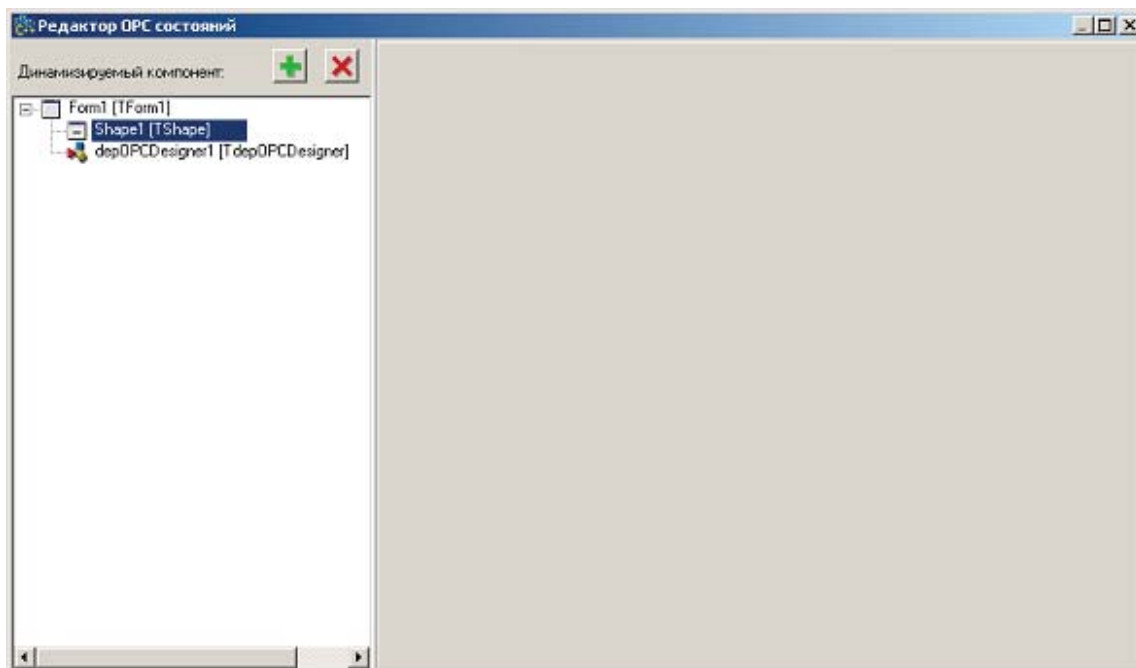 Редактор OPC состояний
Динамизируемый компонент:
Form1 [TForm1]
Shape1 [TShape]
depOPCDesigner1 [TdepOPCDesigner]